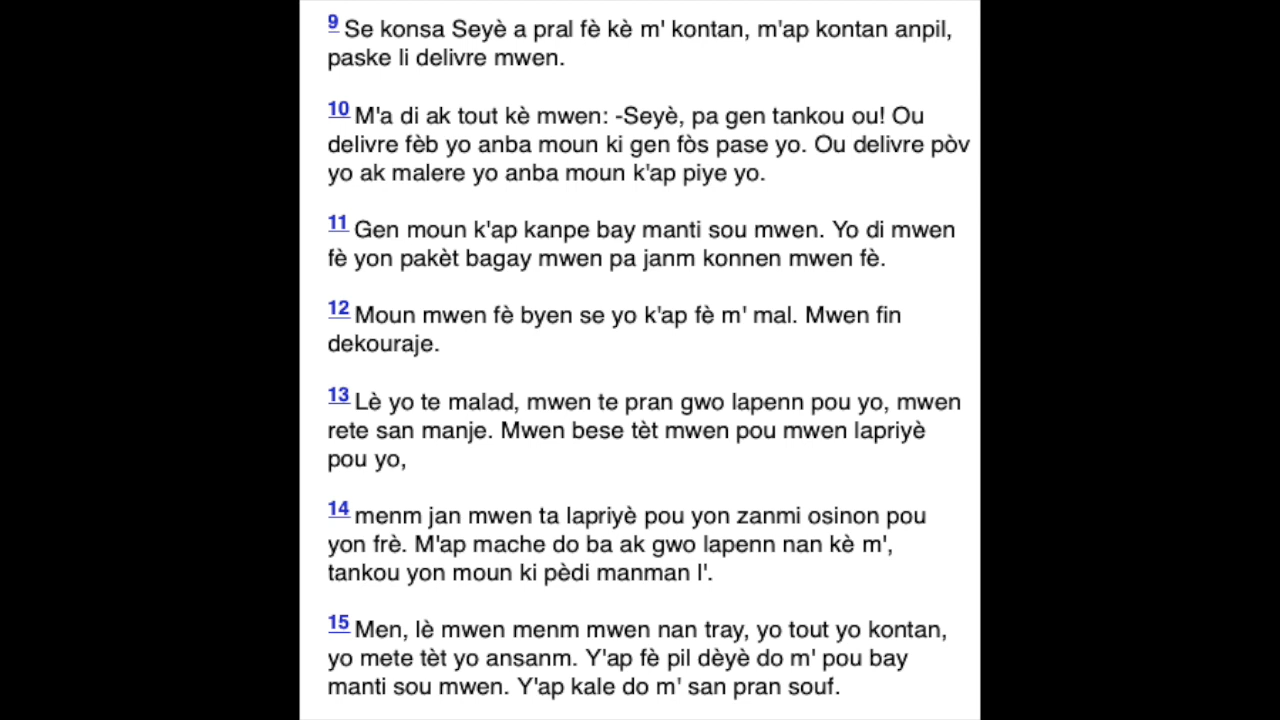 9 Se konsa Seyè a pral fè kè m' kontan, m'ap kontan anpil,
paske li delivre mwen.
10 M'a di ak tout kè mwen: -Seyè, pa gen tankou ou! Ou
delivre fèb yo anba moun ki gen fòs pase yo. Ou delivre pòv
yo ak malere yo anba moun k'ap piye yo.
11 Gen moun k'ap kanpe bay manti sou mwen. Yo di mwen
fè yon pakèt bagay mwen pa janm konnen mwen fè.
12 Moun mwen fè byen se yo k'ap fè m' mal. Mwen fin
dekouraje.
13 Lè yo te malad, mwen te pran gwo lapenn pou yo, mwen
rete san manje. Mwen bese tèt mwen pou mwen lapriyè
pou yo,
14 menm jan mwen ta lapriyè pou yon zanmi osinon pou
yon frè. M'ap mache do ba ak gwo lapenn nan kè m',
tankou yon moun ki pèdi manman l'.
15 Men, lè mwen menm mwen nan tray, yo tout yo kontan,
yo mete tèt yo ansanm. Y'ap fè pil dèyè do m' pou bay
manti sou mwen. Y'ap kale do m' san pran souf.